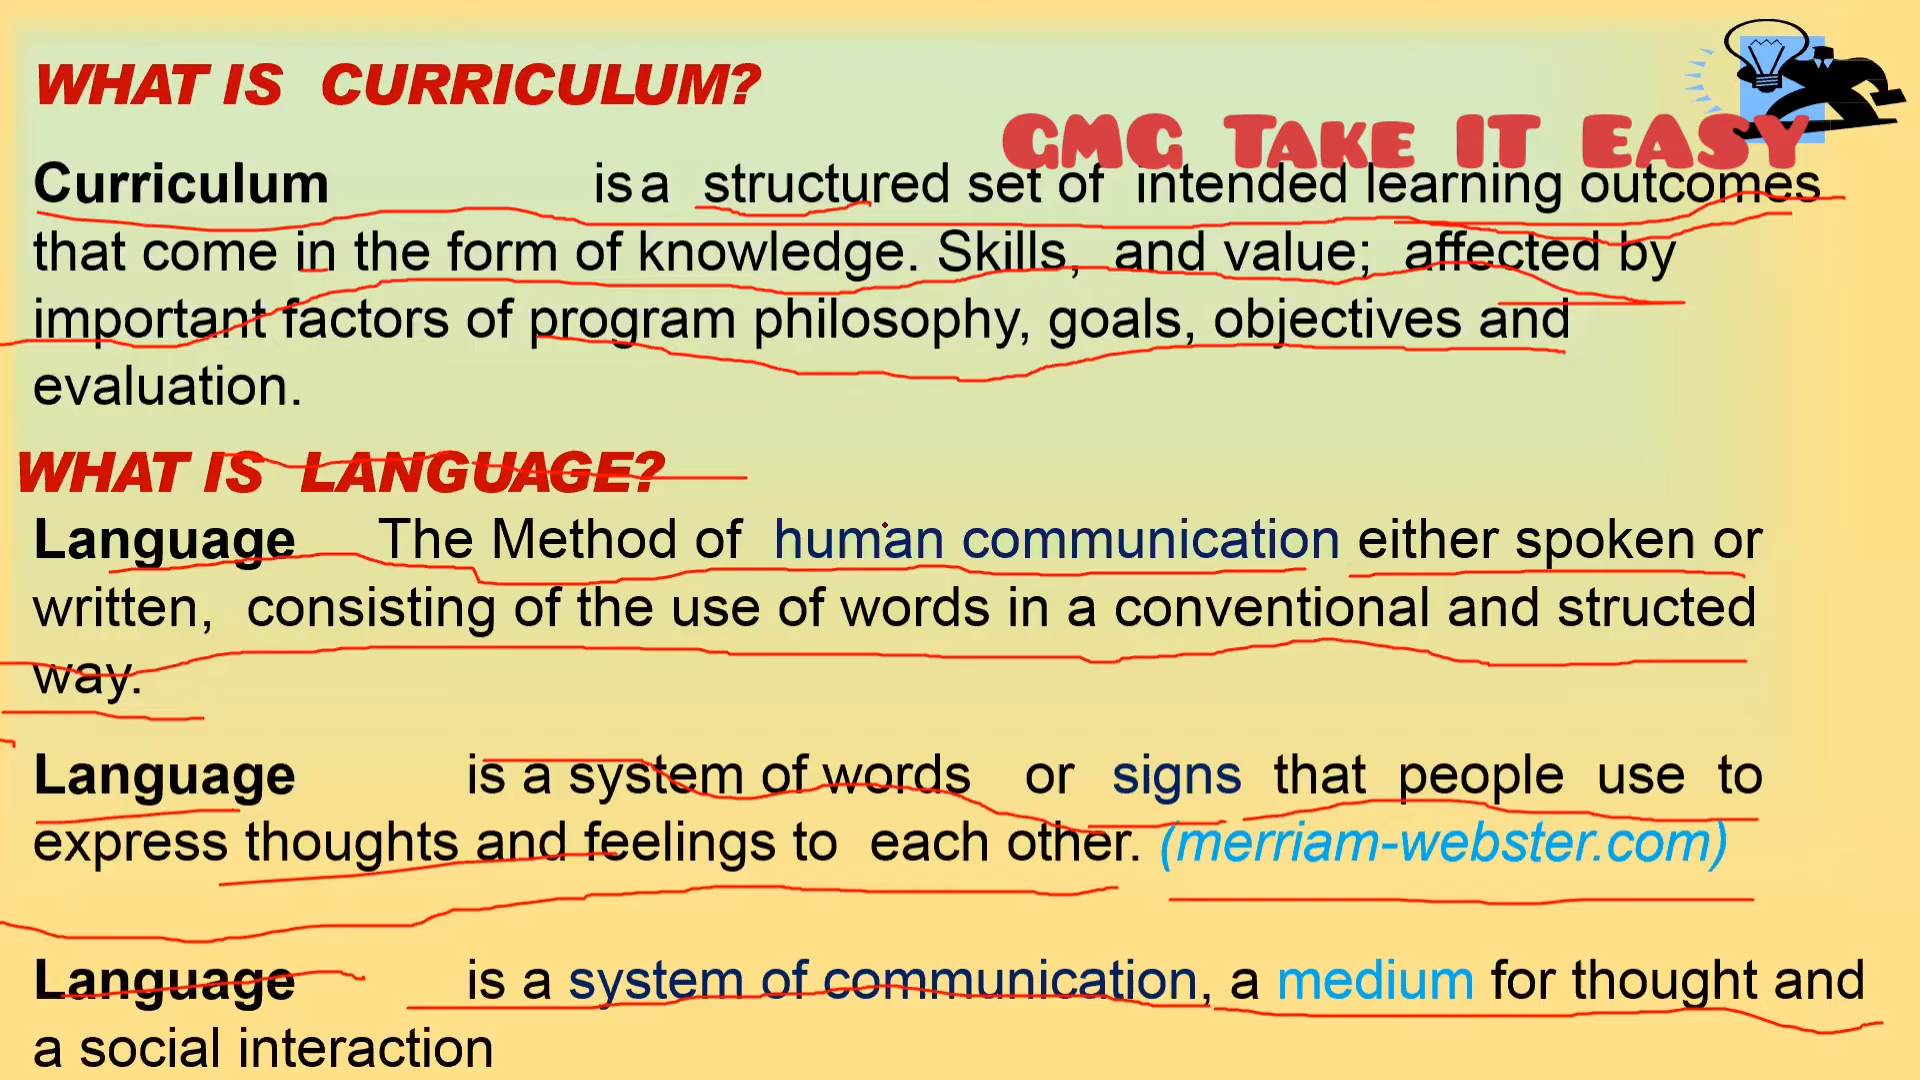 WHAT IS CURRICULUM?
GMG TAKE IT EASY
Curriculum is a structured set of intended learning outcomes
that come in the form of knowledge. Skills, and value; affected by
important factors of program philosophy, goals, objectives and
evaluation.
WHAT IS LANGUAGE?
Language The Method of human communication either spoken or
written, consisting of the use of words in a conventional and structed
way.
Language is a system of words or signs that people use to
express thoughts and feelings to each other. (merriam-webster.com)
Language is a system of communication, a medium for thought and
a social interaction